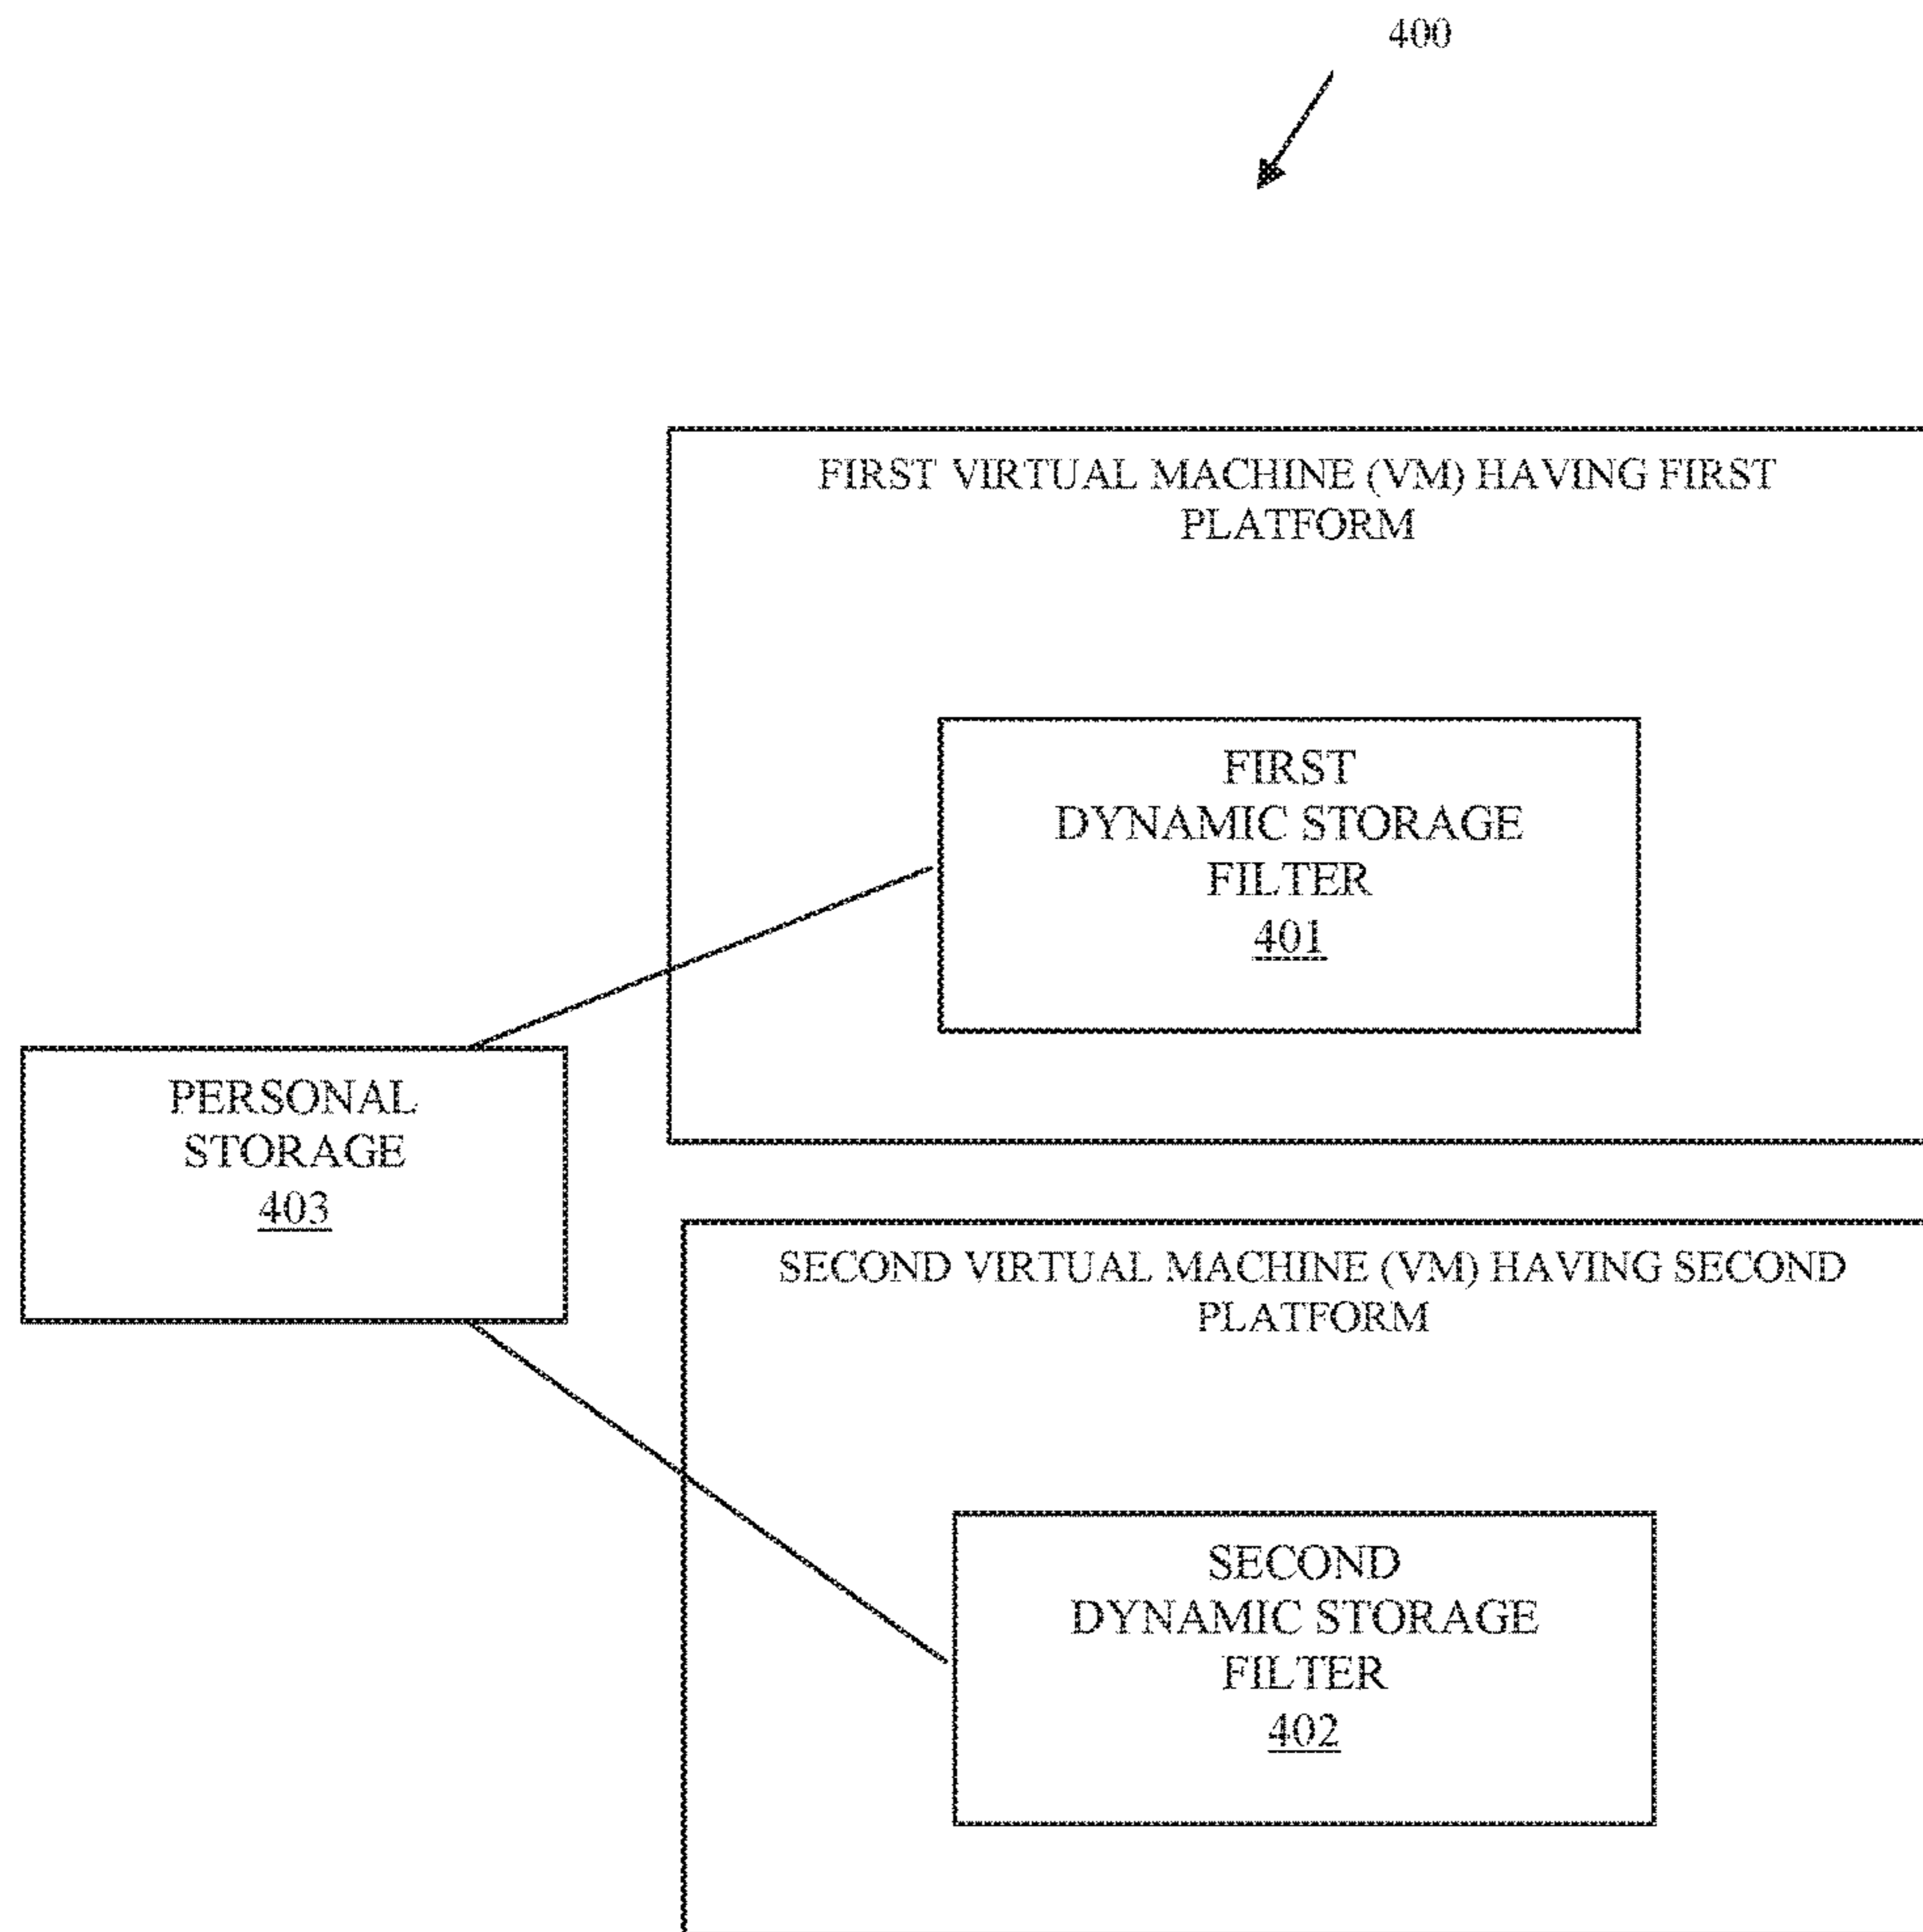 400
FIRST VIRTUAL MACHINE (VM) HAVING FIRST
PLATFORM
FIRST
DYNAMIC STORAGE
FILTER
401
PERSONAL
STORAGE
403
SECOND VIRTUAL MACHINE (VM) HAVING SECOND
PLATFORM
SECOND
DYNAMIC STORAGE
FILTER
402